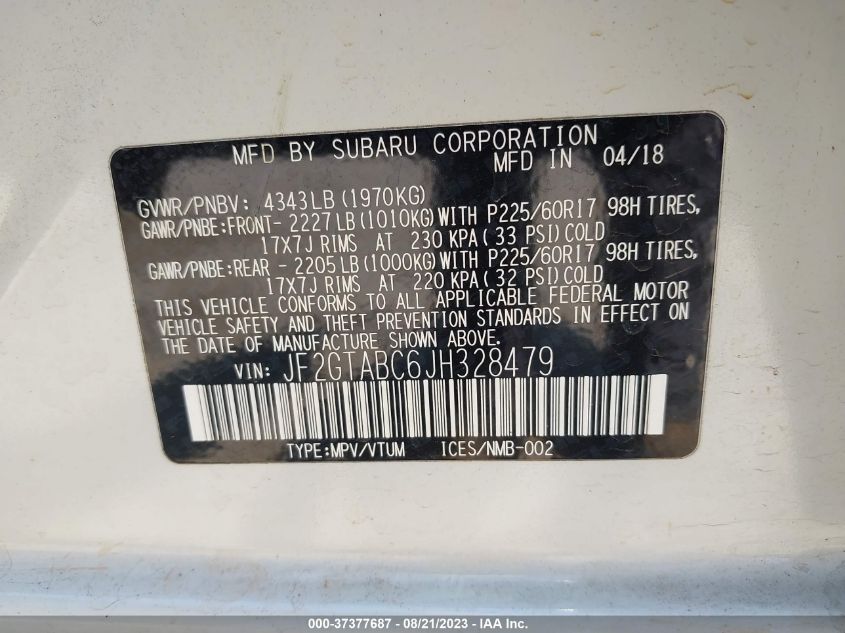 MFD BY SUBARU CORPORATION
MFD IN 04/18
GVWR/PNBV: 4343LB (1970KG)
GAWR/PNBE:FRONT- 2227LB (1010KG)WITH P225/60R17 98H TIRES,
17X7J RIMS AT 230 KPA( 33 PSI)COLD
GAWR/PNBE:REAR - 2205LB (1000KG)WITH P225/60R17 98H TIRES,
17X7J RIMS AT 220 KPA( 32 PSI)COLD
THIS VEHICLE CONFORMS TO ALL APPLICABLE FEDERAL MOTOR
VEHICLE SAFETY AND THEFT PREVENTION STANDARDS IN EFFECT ON
THE DATE OF MANUFACTURE SHOWN ABOVE.
VIN: JF2GTABC6JH328479
TYPE:MPV/VTUM ICES/NMB-002
000-37377687 - 08/21/2023 - IAA Inc.